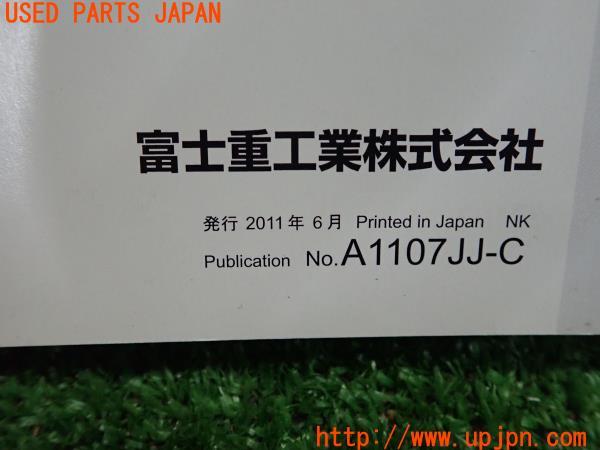 USED PARTS JAPAN
富士重工業株式会社
発行 2011年 6月 Printed in Japan NK
Publication No.A1107JJ-C
http://www.upjpn.com/